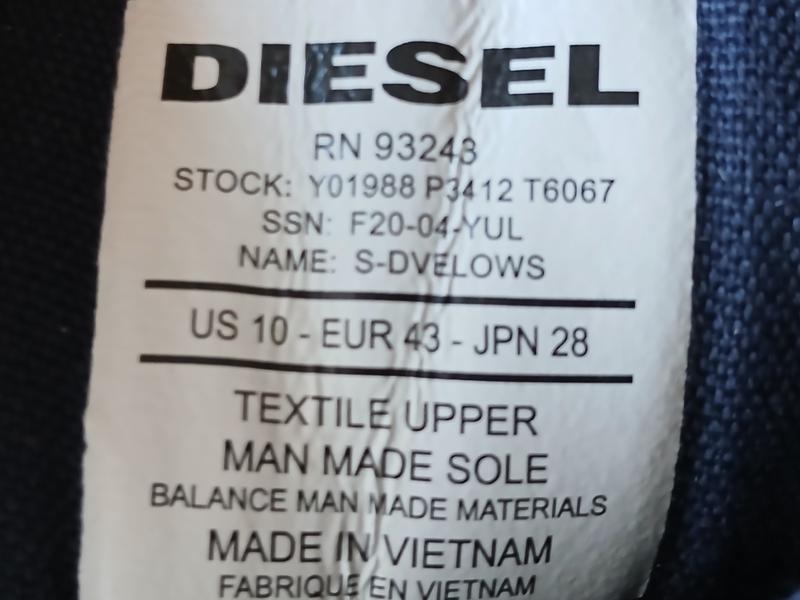 DIESEL
RN 93243
STOCK: Y01988 P3412 T6067
SSN: F20-04-YUL
NAME: S-DVELOWS
US 10 - EUR 43 - JPN 28
TEXTILE UPPER
MAN MADE SOLE
BALANCE MAN MADE MATERIALS
MADE IN VIETNAM
FABRIQUE EN VIETNAM